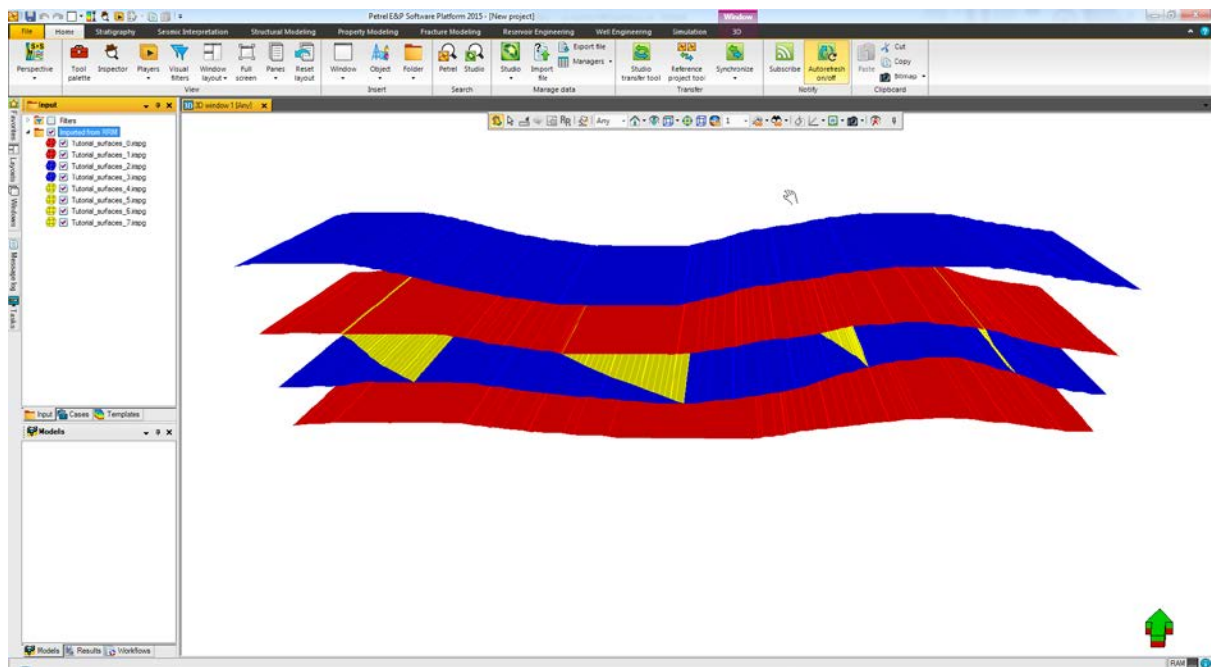 Petrel E&P Software Platform 2015 - [New project]
Window
File Home Stratigraphy Seismic Interpretation Structural Modeling Property Modeling Fracture Modeling Reservoir Engineering Well Engineering Simulation 3D
Perspective
Tool palette
Inspector
Players
Visual filters
Window layout
Full screen
Panes
Reset layout
View
Window
Object
Folder
Insert
Petrel
Studio
Search
Studio
Import file
Export file
Managers
Manage data
Studio transfer tool
Reference project tool
Synchronize
Transfer
Subscribe
Autorefresh on/off
Notify
Paste
Cut
Copy
Bitmap
Clipboard
Favorites
Layouts
Windows
Message log
Tasks
Input
3D window 1 [Any]
Any
1
Filters
Imported from RRM
Tutorial_surfaces_0.irapg
Tutorial_surfaces_1.irapg
Tutorial_surfaces_2.irapg
Tutorial_surfaces_3.irapg
Tutorial_surfaces_4.irapg
Tutorial_surfaces_5.irapg
Tutorial_surfaces_6.irapg
Tutorial_surfaces_7.irapg
Input Cases Templates
Models
Models Results Workflows
RAM